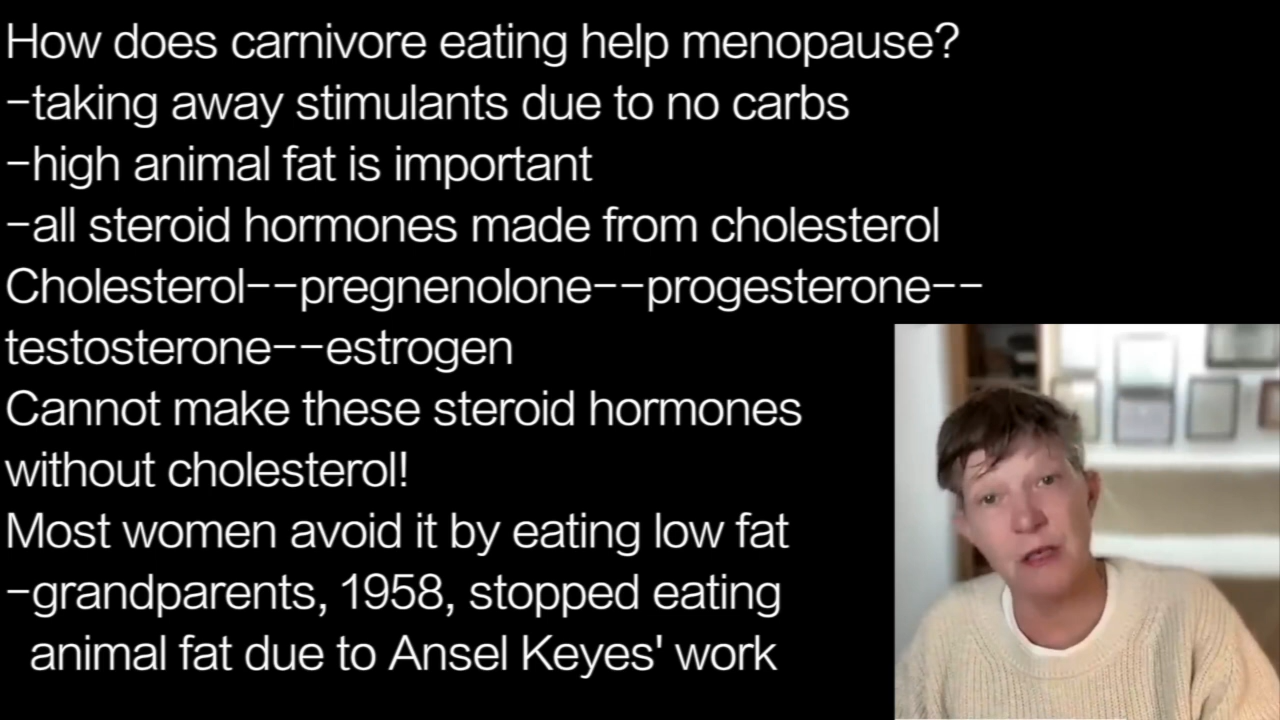 How does carnivore eating help menopause?
-taking away stimulants due to no carbs
-high animal fat is important
-all steroid hormones made from cholesterol
Cholesterol--pregnenolone--progesterone--
testosterone--estrogen
Cannot make these steroid hormones
without cholesterol!
Most women avoid it by eating low fat
-grandparents, 1958, stopped eating
animal fat due to Ansel Keyes' work